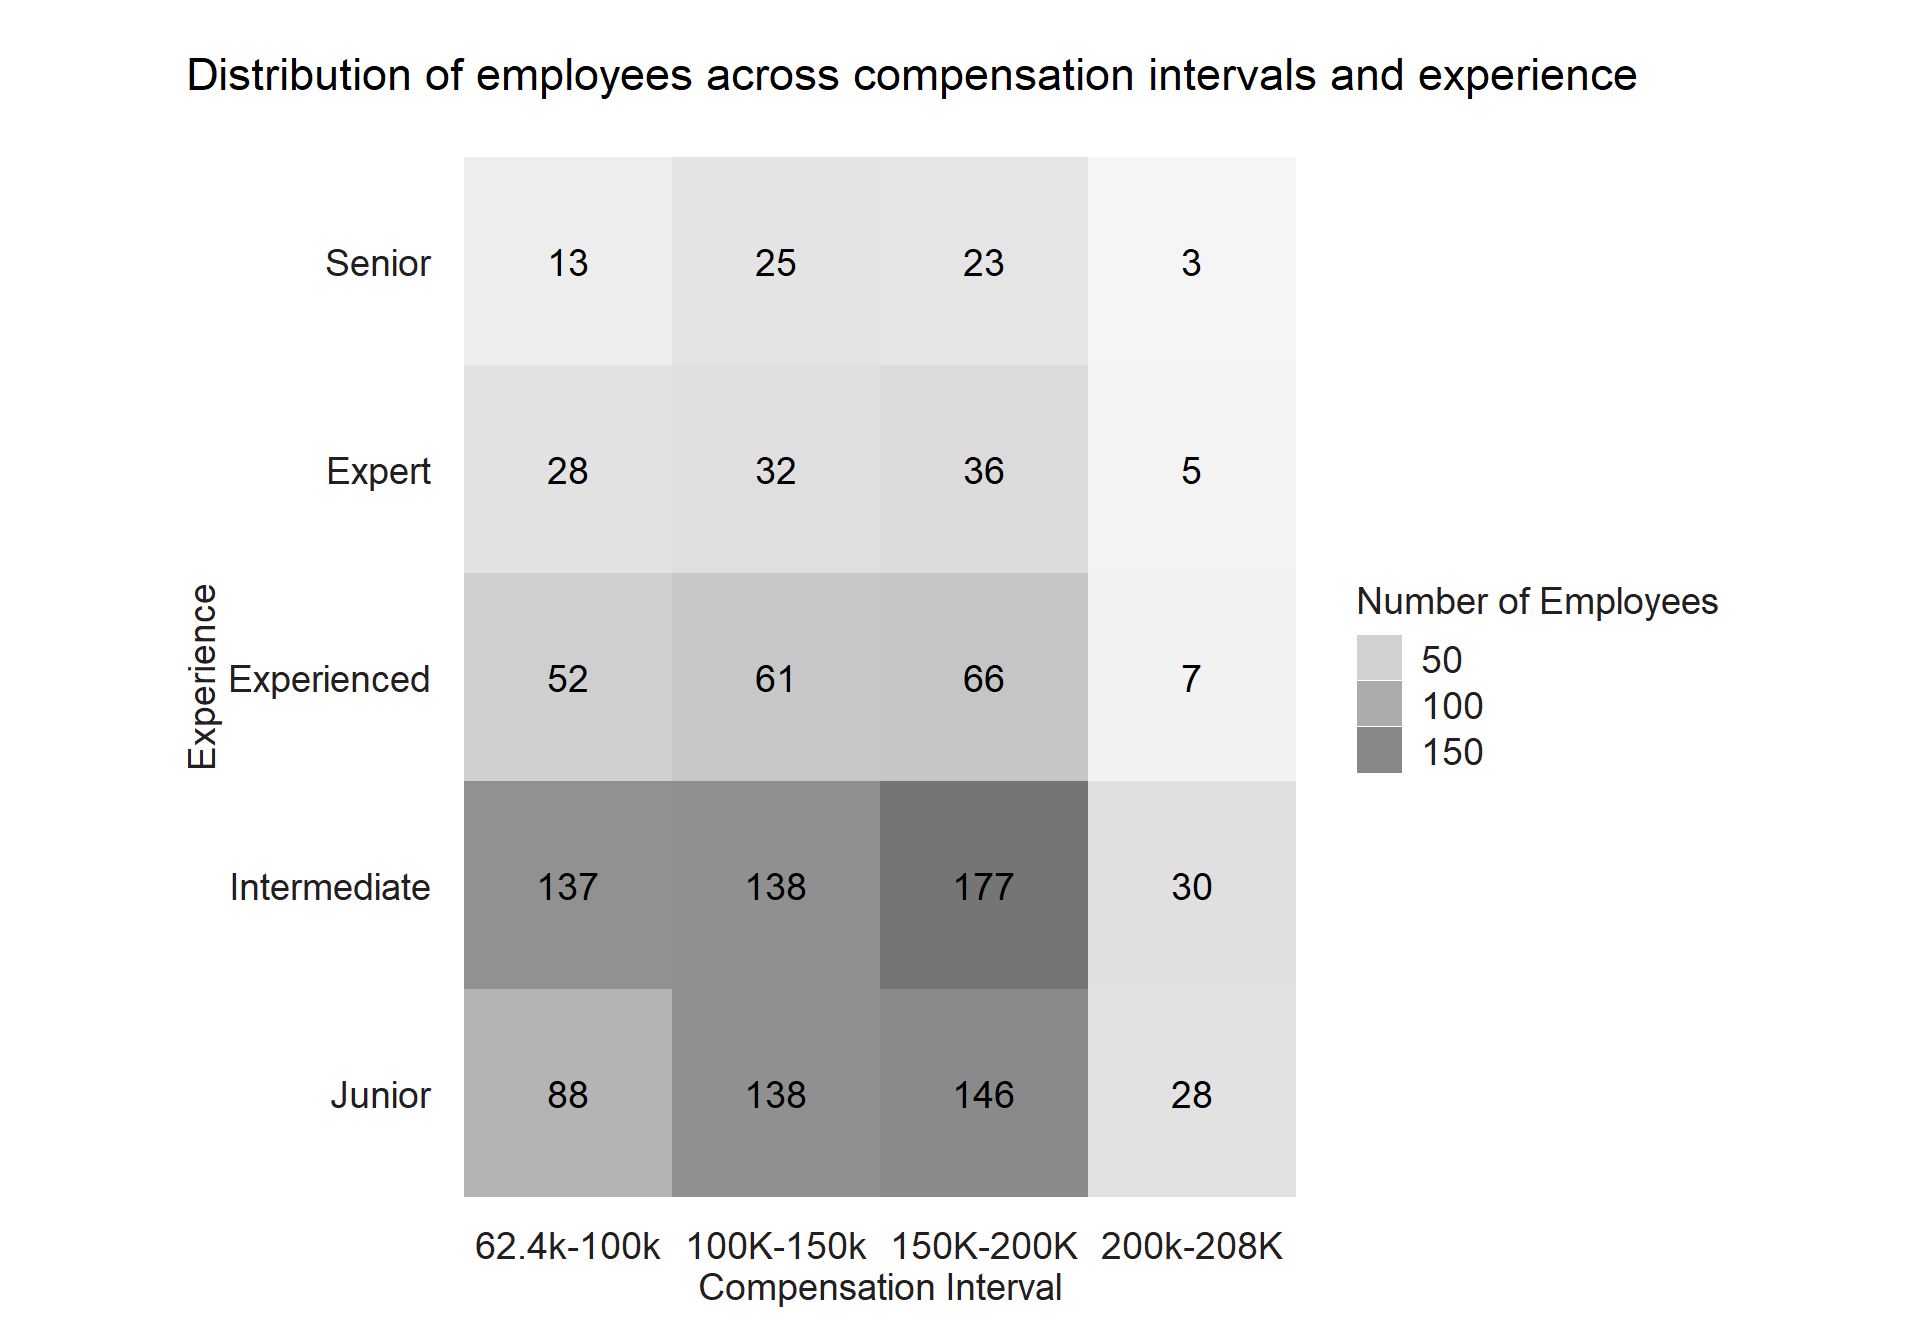 Distribution of employees across compensation intervals and experience
Senior 13 25 23 3
Expert 28 32 36 5
Experience
Experienced 52 61 66 7
Intermediate 137 138 177 30
Junior 88 138 146 28
62.4k-100k 100K-150k 150K-200K 200k-208K
Compensation Interval
Number of Employees
50
100
150